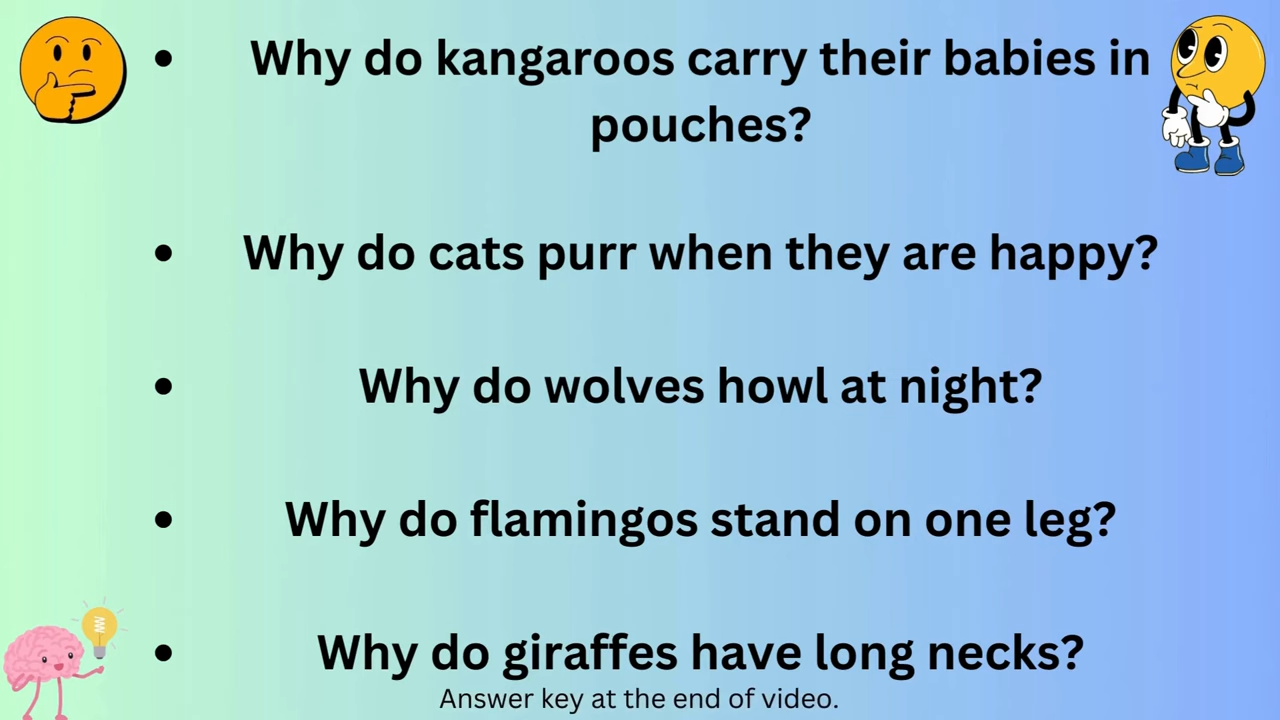 • Why do kangaroos carry their babies in
pouches?
• Why do cats purr when they are happy?
• Why do wolves howl at night?
• Why do flamingos stand on one leg?
• Why do giraffes have long necks?
Answer key at the end of video.